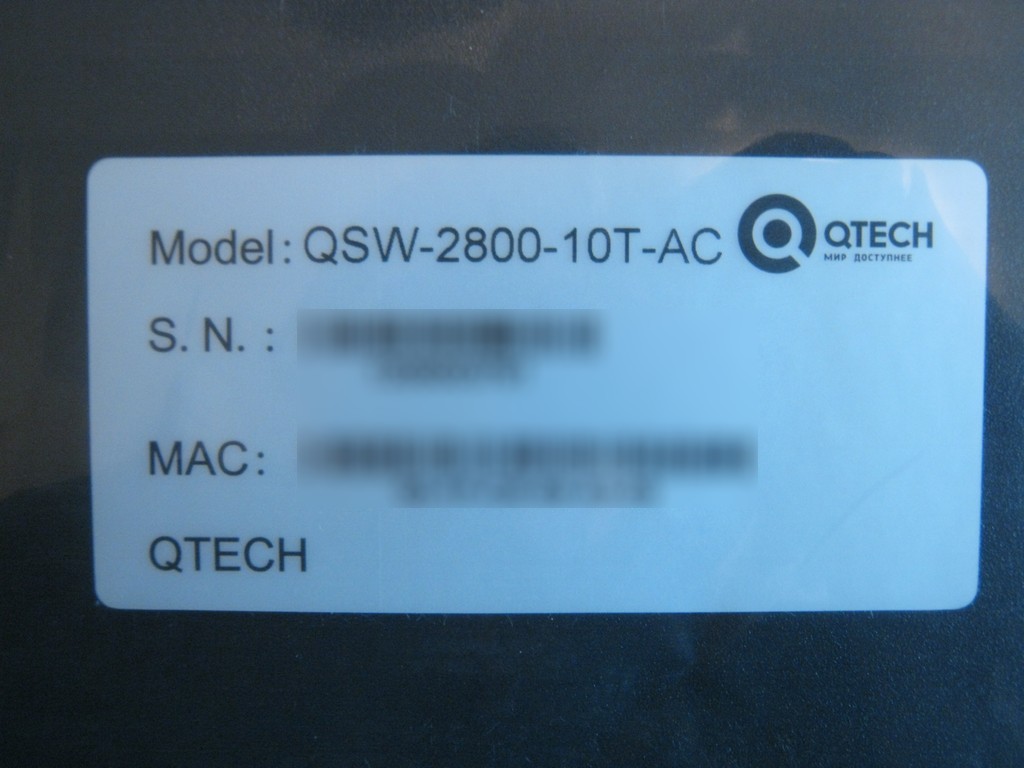 Model: QSW-2800-10T-AC
QTECH
МИР ДОСТУПНЕЕ
S. N. :
MAC:
QTECH